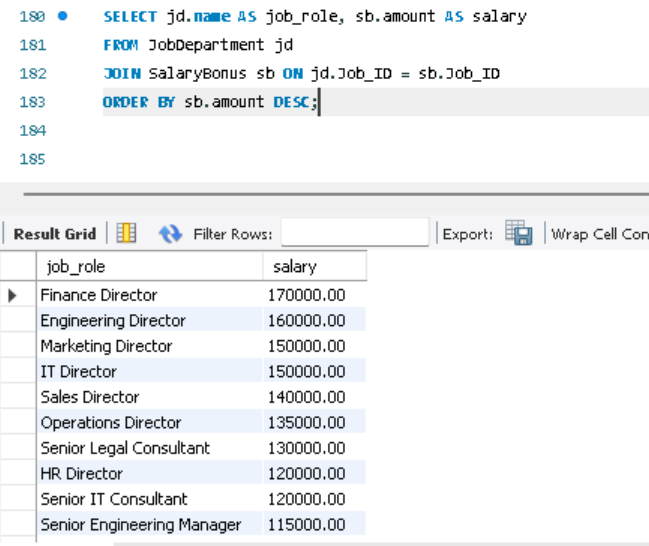 180 SELECT jd.name AS job_role, sb.amount AS salary
181 FROM JobDepartment jd
182 JOIN SalaryBonus sb ON jd.Job_ID = sb.Job_ID
183 ORDER BY sb.amount DESC;
184
185
Result Grid Filter Rows: Export: Wrap Cell Con
job_role salary
Finance Director 170000.00
Engineering Director 160000.00
Marketing Director 150000.00
IT Director 150000.00
Sales Director 140000.00
Operations Director 135000.00
Senior Legal Consultant 130000.00
HR Director 120000.00
Senior IT Consultant 120000.00
Senior Engineering Manager 115000.00